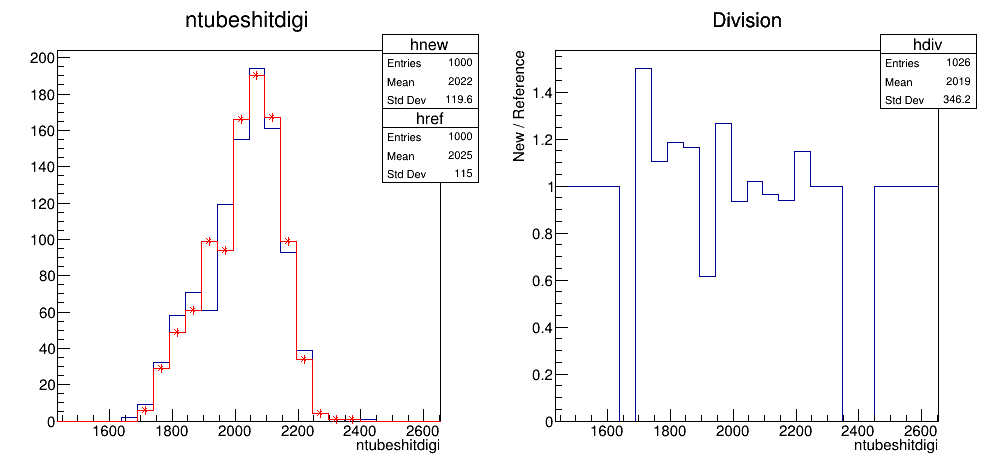 ntubeshitdigi
hnew
Entries 1000
Mean 2022
Std Dev 119.6
href
Entries 1000
Mean 2025
Std Dev 115
200
180
160
140
120
100
80
60
40
20
0
1600 1800 2000 2200 2400 2600
ntubeshitdigi
Division
hdiv
Entries 1026
Mean 2019
Std Dev 346.2
New / Reference
1.4
1.2
1
0.8
0.6
0.4
0.2
0
1600 1800 2000 2200 2400 2600
ntubeshitdigi